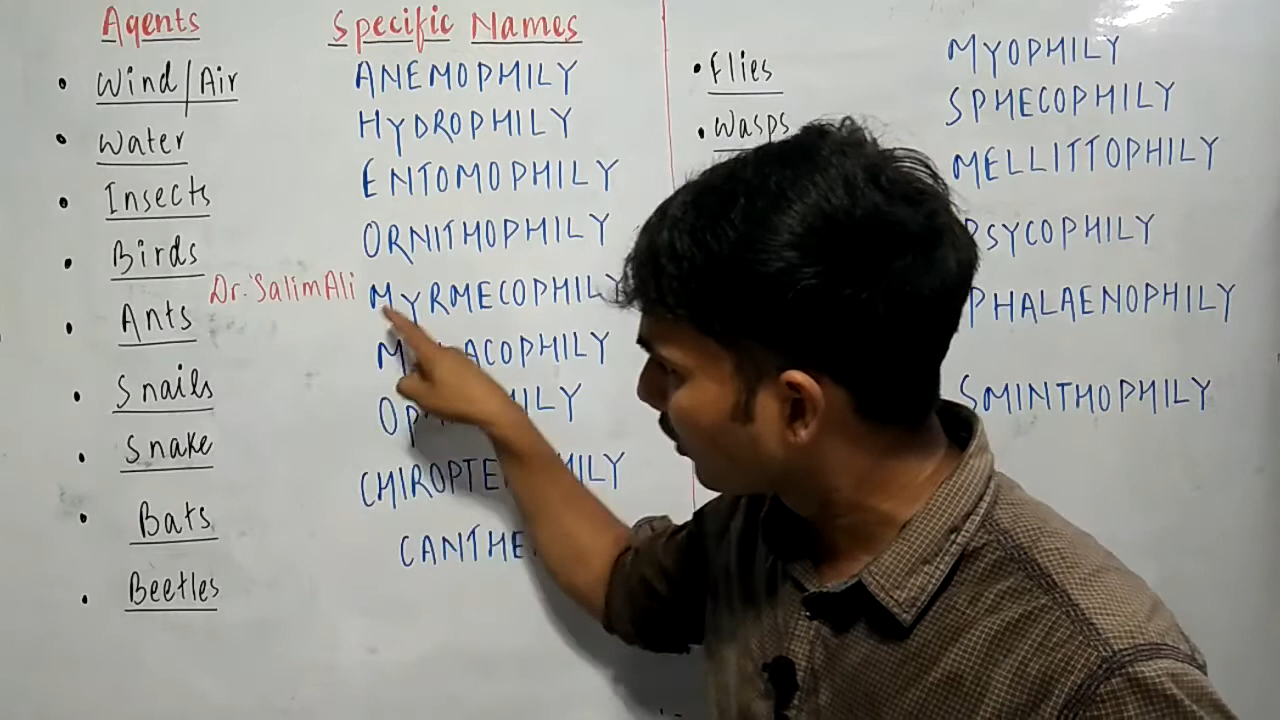 Agents Specific Names
• Wind/Air ANEMOPHILY
• Water HYDROPHILY
• Insects ENTOMOPHILY
• Birds ORNITHOPHILY
Dr. Salim Ali
• Ants MYRMECOPHILY
• Snails
• Snake
• Bats
• Beetles
• Flies MYOPHILY
• Wasps SPHECOPHILY
MELLITTOPHILY
PSYCOPHILY
PHALAENOPHILY
SMINTHOPHILY